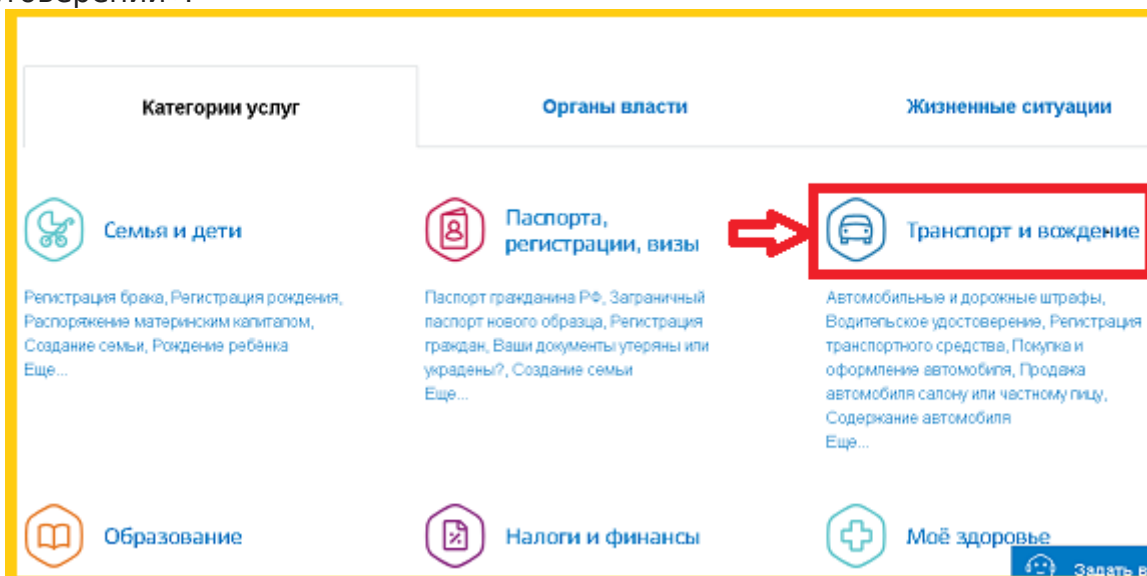 Категории услуг
Органы власти
Жизненные ситуации
Семья и дети
Регистрация брака, Регистрация рождения,
Распоряжение материнским капиталом,
Создание семьи, Рождение ребёнка
Еще...
Паспорта,
регистрации, визы
Паспорт гражданина РФ, Заграничный
паспорт нового образца, Регистрация
граждан, Ваши документы утеряны или
украдены?, Создание семьи
Еще...
Транспорт и вождение
Автомобильные и дорожные штрафы,
Водительское удостоверение, Регистрация
транспортного средства, Покупка и
оформление автомобиля, Продажа
автомобиля салону или частному лицу,
Содержание автомобиля
Еще...
Образование
Налоги и финансы
Моё здоровье
Задать